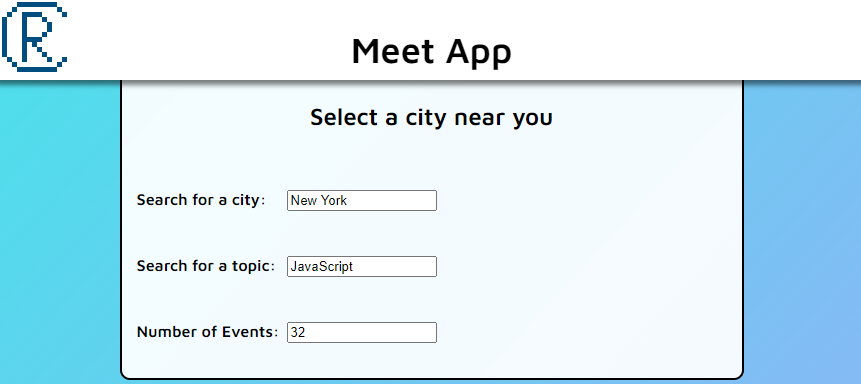 CR
Meet App
Select a city near you
Search for a city: New York
Search for a topic: JavaScript
Number of Events: 32